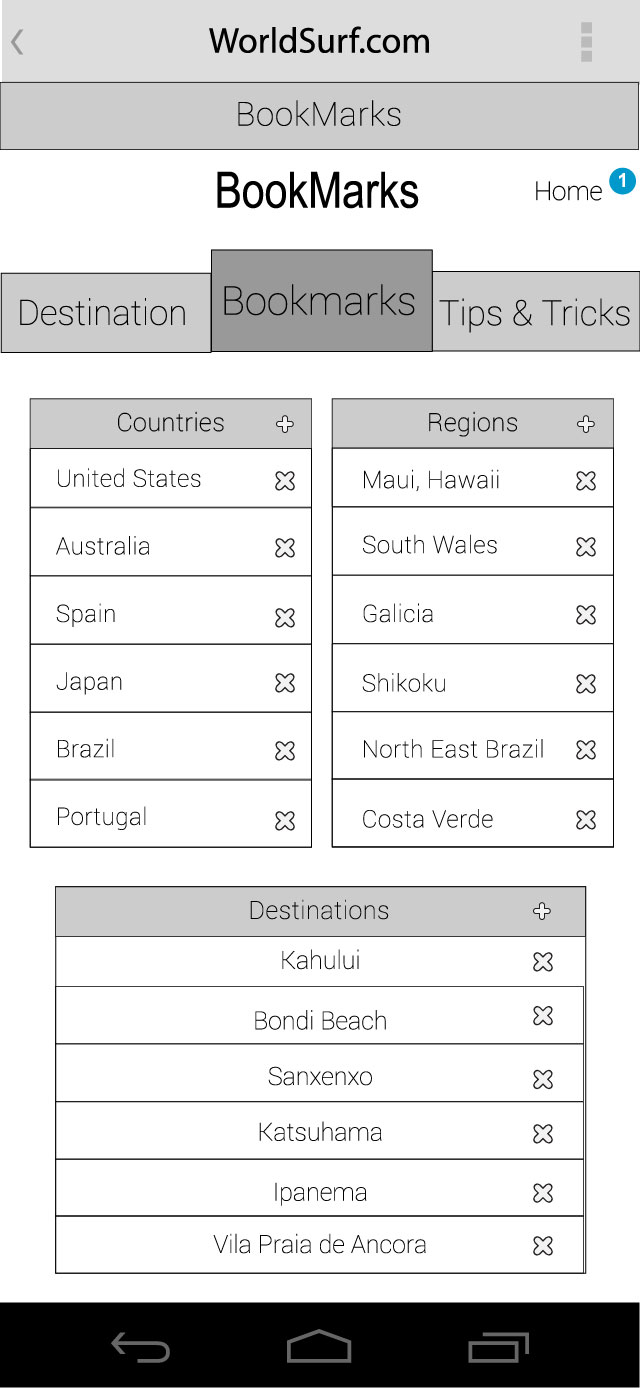 WorldSurf.com
BookMarks
BookMarks
Home 1
Destination
Bookmarks
Tips & Tricks
Countries
United States
Australia
Spain
Japan
Brazil
Portugal
Regions
Maui, Hawaii
South Wales
Galicia
Shikoku
North East Brazil
Costa Verde
Destinations
Kahului
Bondi Beach
Sanxenxo
Katsuhama
Ipanema
Vila Praia de Ancora